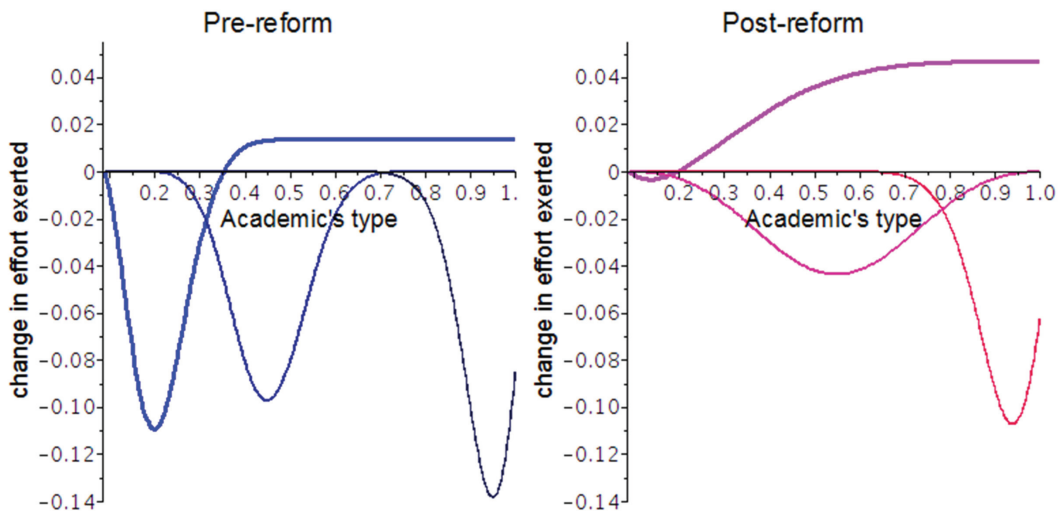 Pre-reform
0.04
0.02
0
-0.02
-0.04
-0.06
-0.08
-0.10
-0.12
-0.14
0.2 0.3 0.4 0.5 0.6 0.7 0.8 0.9 1.
Academic's type
change in effort exerted
Post-reform
0.04
0.02
0
-0.02
-0.04
-0.06
-0.08
-0.10
-0.12
-0.14
0.2 0.3 0.4 0.5 0.6 0.7 0.8 0.9 1.0
Academic's type
change in effort exerted